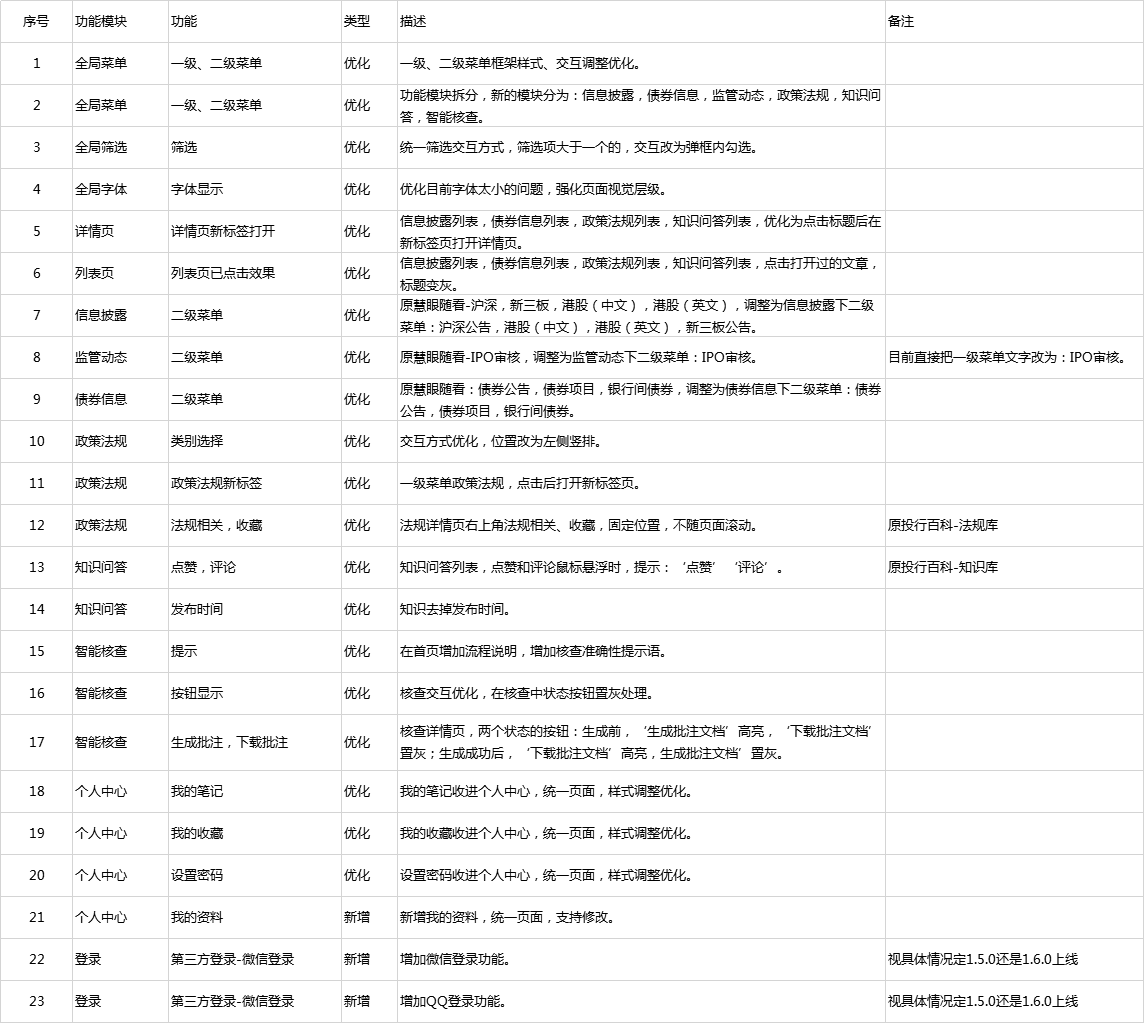 序号 功能模块 功能 类型 描述 备注
1 全局菜单 一级、二级菜单 优化 一级、二级菜单框架样式、交互调整优化。
2 全局菜单 一级、二级菜单 优化 功能模块拆分，新的模块分为：信息披露，债券信息，监管动态，政策法规，知识问
答，智能核查。
3 全局筛选 筛选 优化 统一筛选交互方式，筛选项大于一个的，交互改为弹框内勾选。
4 全局字体 字体显示 优化 优化目前字体太小的问题，强化页面视觉层级。
5 详情页 详情页新标签打开 优化 信息披露列表，债券信息列表，政策法规列表，知识问答列表，优化为点击标题后在
新标签页打开详情页。
6 列表页 列表页已点击效果 优化 信息披露列表，债券信息列表，政策法规列表，知识问答列表，点击打开过的文章，
标题变灰。
7 信息披露 二级菜单 优化 原慧眼随看-沪深，新三板，港股（中文），港股（英文），调整为信息披露下二级
菜单：沪深公告，港股（中文），港股（英文），新三板公告。
8 监管动态 二级菜单 优化 原慧眼随看-IPO审核，调整为监管动态下二级菜单：IPO审核。 目前直接把一级菜单文字改为：IPO审核。
9 债券信息 二级菜单 优化 原慧眼随看：债券公告，债券项目，银行间债券，调整为债券信息下二级菜单：债券
公告，债券项目，银行间债券。
10 政策法规 类别选择 优化 交互方式优化，位置改为左侧竖排。
11 政策法规 政策法规新标签 优化 一级菜单政策法规，点击后打开新标签页。
12 政策法规 法规相关，收藏 优化 法规详情页右上角法规相关、收藏，固定位置，不随页面滚动。 原投行百科-法规库
13 知识问答 点赞，评论 优化 知识问答列表，点赞和评论鼠标悬浮时，提示：‘点赞’‘评论’。 原投行百科-知识库
14 知识问答 发布时间 优化 知识去掉发布时间。
15 智能核查 提示 优化 在首页增加流程说明，增加核查准确性提示语。
16 智能核查 按钮显示 优化 核查交互优化，在核查中状态按钮置灰处理。
17 智能核查 生成批注，下载批注 优化 核查详情页，两个状态的按钮：生成前，‘生成批注文档’高亮，‘下载批注文档’
置灰；生成成功后，‘下载批注文档’高亮，生成批注文档’置灰。
18 个人中心 我的笔记 优化 我的笔记收进个人中心，统一页面，样式调整优化。
19 个人中心 我的收藏 优化 我的收藏收进个人中心，统一页面，样式调整优化。
20 个人中心 设置密码 优化 设置密码收进个人中心，统一页面，样式调整优化。
21 个人中心 我的资料 新增 新增我的资料，统一页面，支持修改。
22 登录 第三方登录-微信登录 新增 增加微信登录功能。 视具体情况定1.5.0还是1.6.0上线
23 登录 第三方登录-微信登录 新增 增加QQ登录功能。 视具体情况定1.5.0还是1.6.0上线